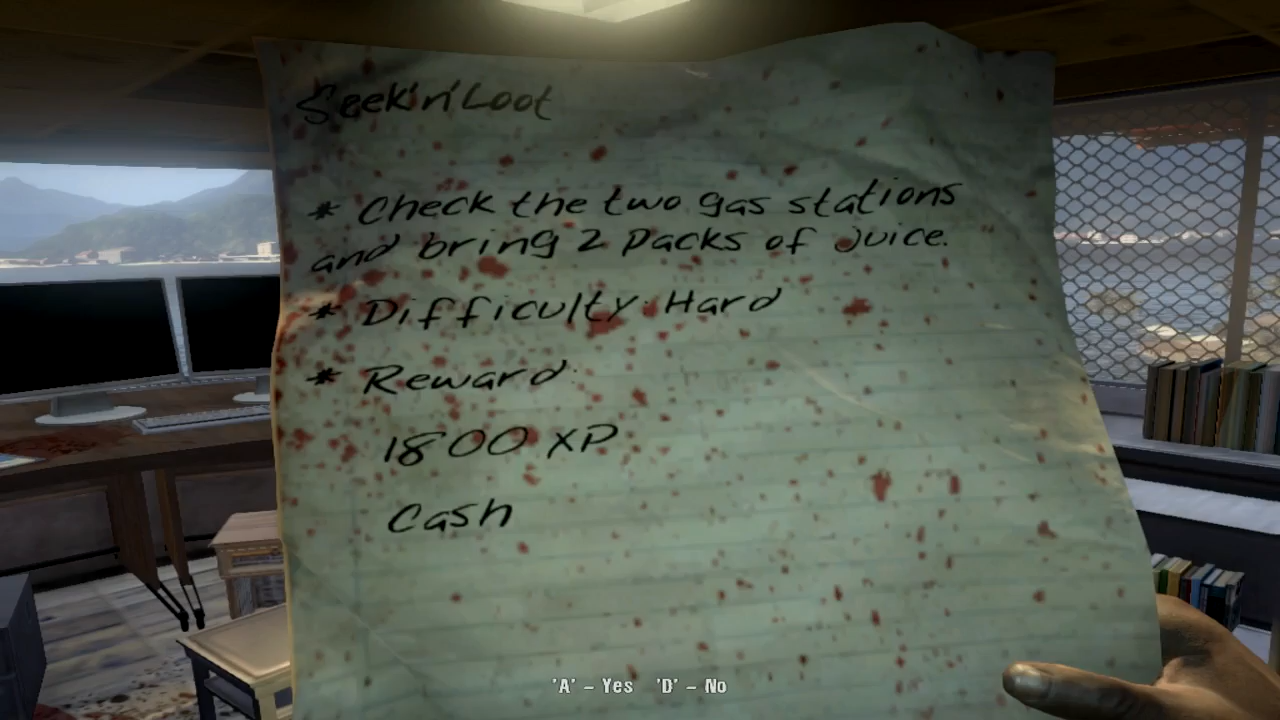 Seek'n'Loot
* Check the two gas stations
and bring 2 packs of juice.
* Difficulty: Hard
* Reward:
1800 XP
Cash
'A' - Yes 'D' - No